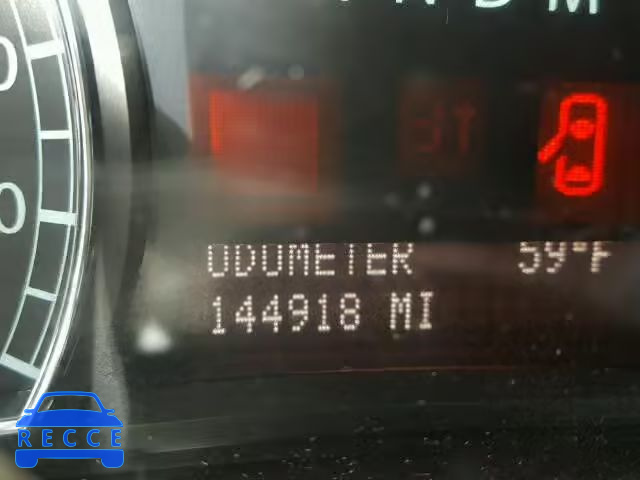 N D M
ODOMETER 59°F
144918 MI
RECCE